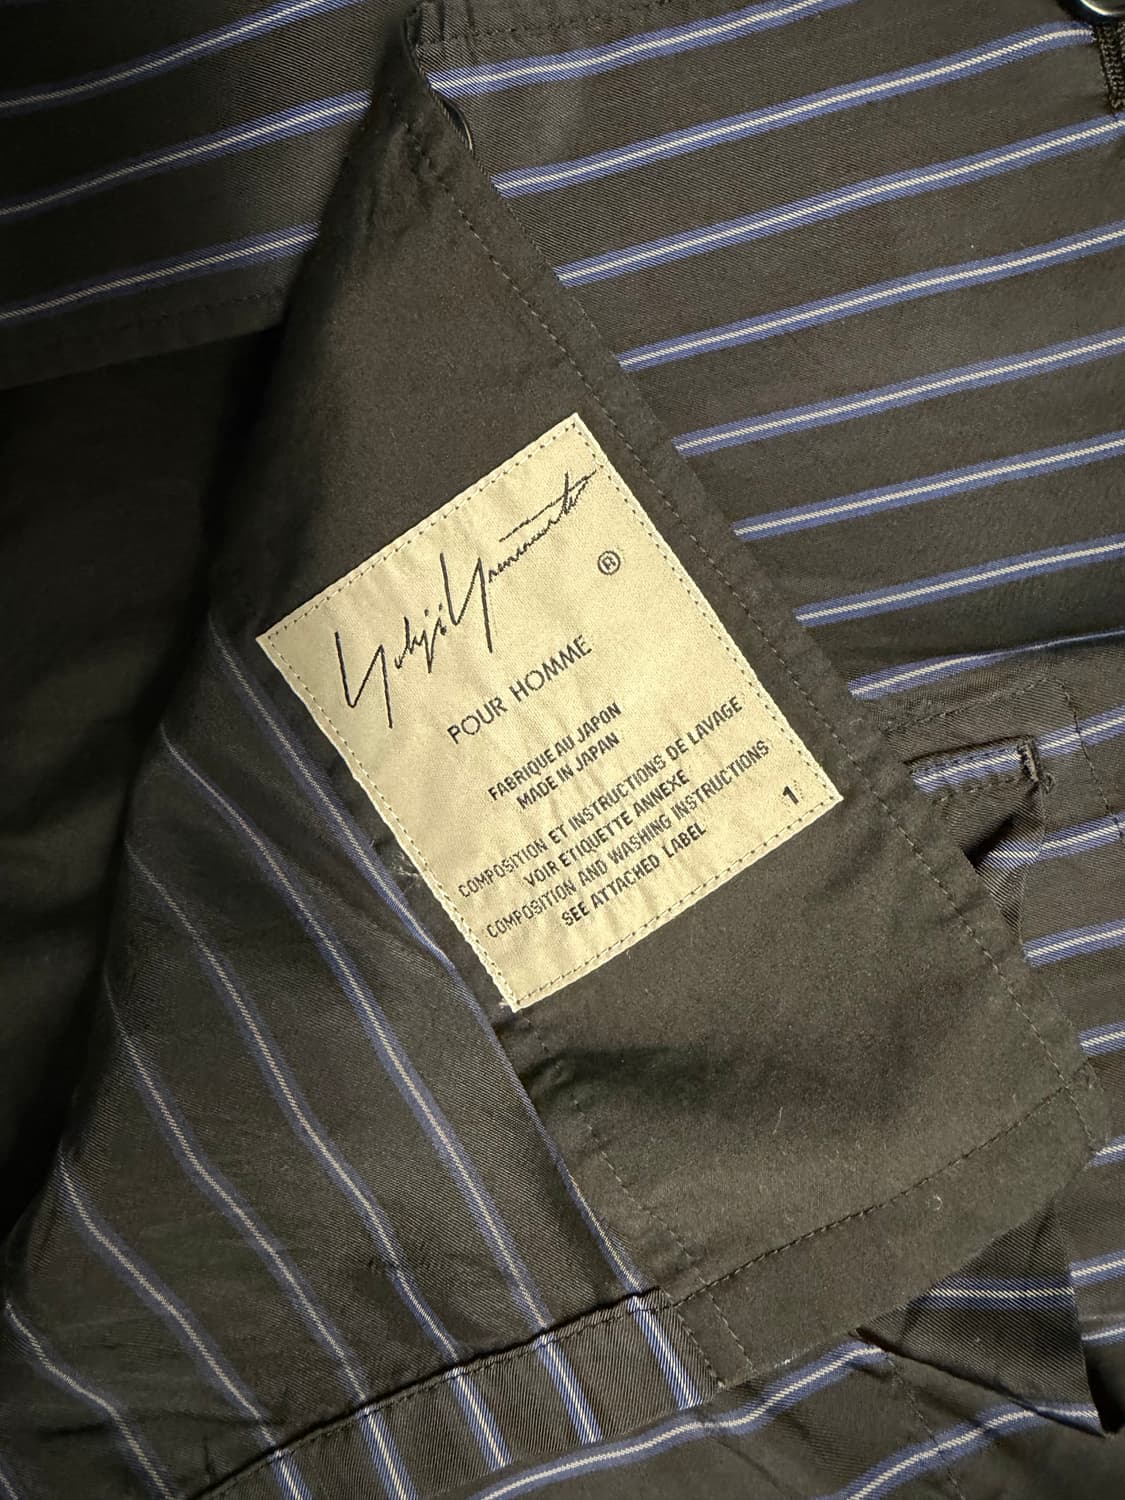 Yohji Yamamoto
®
POUR HOMME
FABRIQUE AU JAPON
MADE IN JAPAN
COMPOSITION ET INSTRUCTIONS DE LAVAGE
VOIR ETIQUETTE ANNEXE
COMPOSITION AND WASHING INSTRUCTIONS
SEE ATTACHED LABEL
1